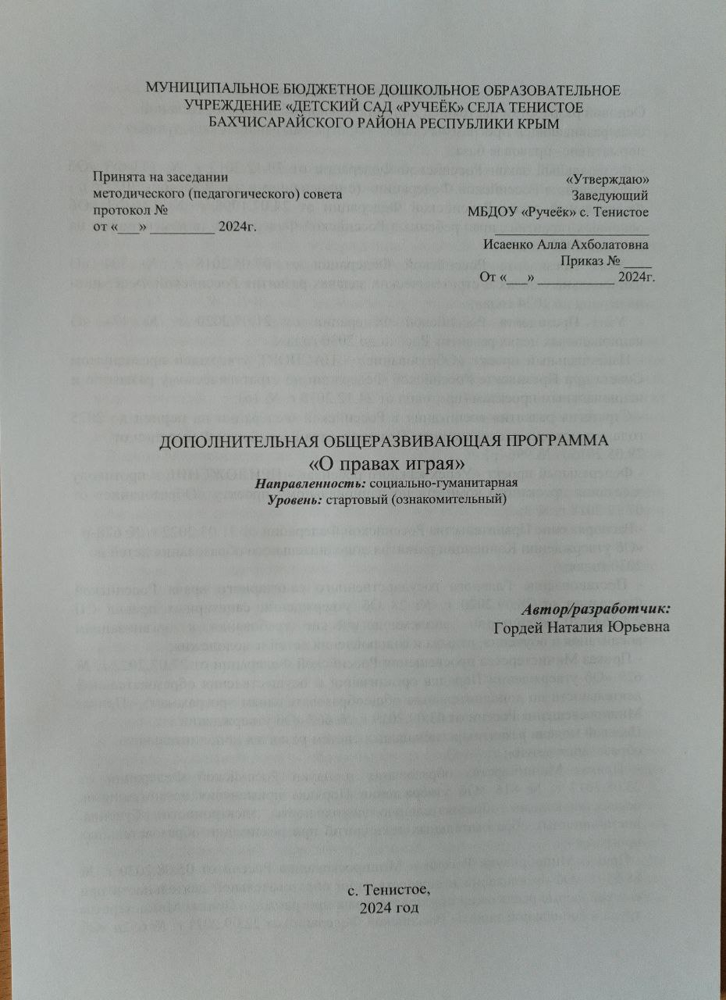 МУНИЦИПАЛЬНОЕ БЮДЖЕТНОЕ ДОШКОЛЬНОЕ ОБРАЗОВАТЕЛЬНОЕ
УЧРЕЖДЕНИЕ «ДЕТСКИЙ САД «РУЧЕЁК» СЕЛА ТЕНИСТОЕ
БАХЧИСАРАЙСКОГО РАЙОНА РЕСПУБЛИКИ КРЫМ
Принята на заседании
методического (педагогического) совета
протокол №
от «___» _________ 2024г.
«Утверждаю»
Заведующий
МБДОУ «Ручеёк» с. Тенистое
____________________
Исаенко Алла Ахболатовна
Приказ № ____
От «___» __________ 2024г.
ДОПОЛНИТЕЛЬНАЯ ОБЩЕРАЗВИВАЮЩАЯ ПРОГРАММА
«О правах играя»
Направленность: социально-гуманитарная
Уровень: стартовый (ознакомительный)
Автор/разработчик:
Гордей Наталия Юрьевна
с. Тенистое,
2024 год